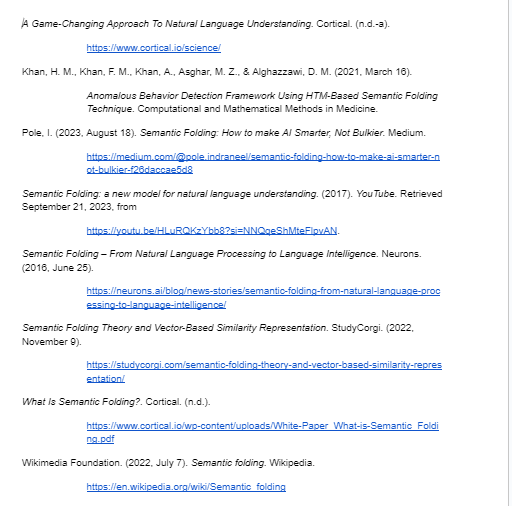 A Game-Changing Approach To Natural Language Understanding. Cortical. (n.d.-a).
https://www.cortical.io/science/
Khan, H. M., Khan, F. M., Khan, A., Asghar, M. Z., & Alghazzawi, D. M. (2021, March 16).
Anomalous Behavior Detection Framework Using HTM-Based Semantic Folding
Technique. Computational and Mathematical Methods in Medicine.
Pole, I. (2023, August 18). Semantic Folding: How to make AI Smarter, Not Bulkier. Medium.
https://medium.com/@pole.indraneel/semantic-folding-how-to-make-ai-smarter-n
ot-bulkier-f26daccae5d8
Semantic Folding: a new model for natural language understanding. (2017). YouTube. Retrieved
September 21, 2023, from
https://youtu.be/HLuRQKzYbb8?si=NNQqeShMteFlpvAN.
Semantic Folding – From Natural Language Processing to Language Intelligence. Neurons.
(2016, June 25).
https://neurons.ai/blog/news-stories/semantic-folding-from-natural-language-proc
essing-to-language-intelligence/
Semantic Folding Theory and Vector-Based Similarity Representation. StudyCorgi. (2022,
November 9).
https://studycorgi.com/semantic-folding-theory-and-vector-based-similarity-repres
entation/
What Is Semantic Folding?. Cortical. (n.d.).
https://www.cortical.io/wp-content/uploads/White-Paper_What-is-Semantic_Foldi
ng.pdf
Wikimedia Foundation. (2022, July 7). Semantic folding. Wikipedia.
https://en.wikipedia.org/wiki/Semantic_folding